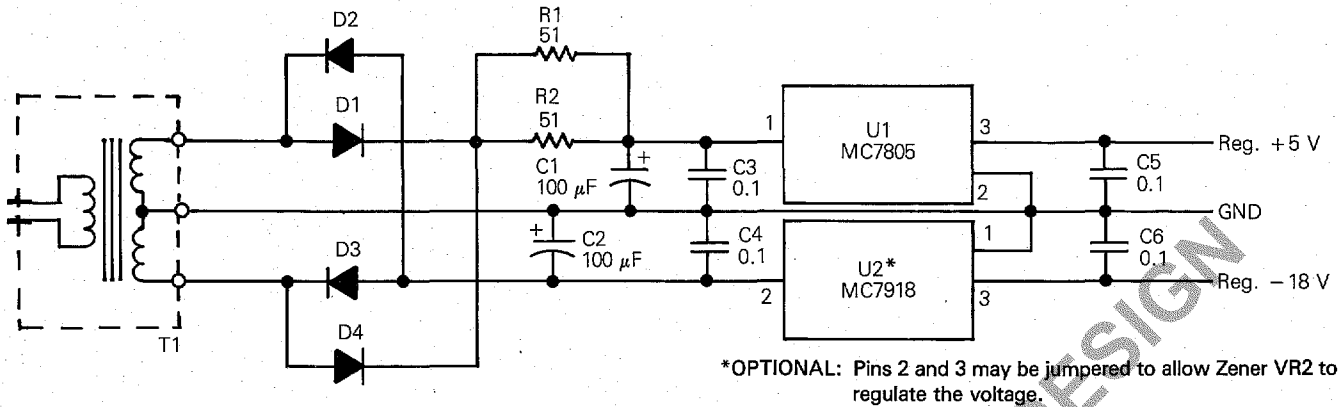 D2
R1
51
D1
R2
51
C1
100 μF
+
C3
0.1
1
U1
MC7805
3
2
C5
0.1
Reg. +5 V
GND
T1
D3
+
C2
100 μF
C4
0.1
2
U2*
MC7918
1
3
C6
0.1
Reg. −18 V
D4
*OPTIONAL: Pins 2 and 3 may be jumpered to allow Zener VR2 to
regulate the voltage.
ESIGN